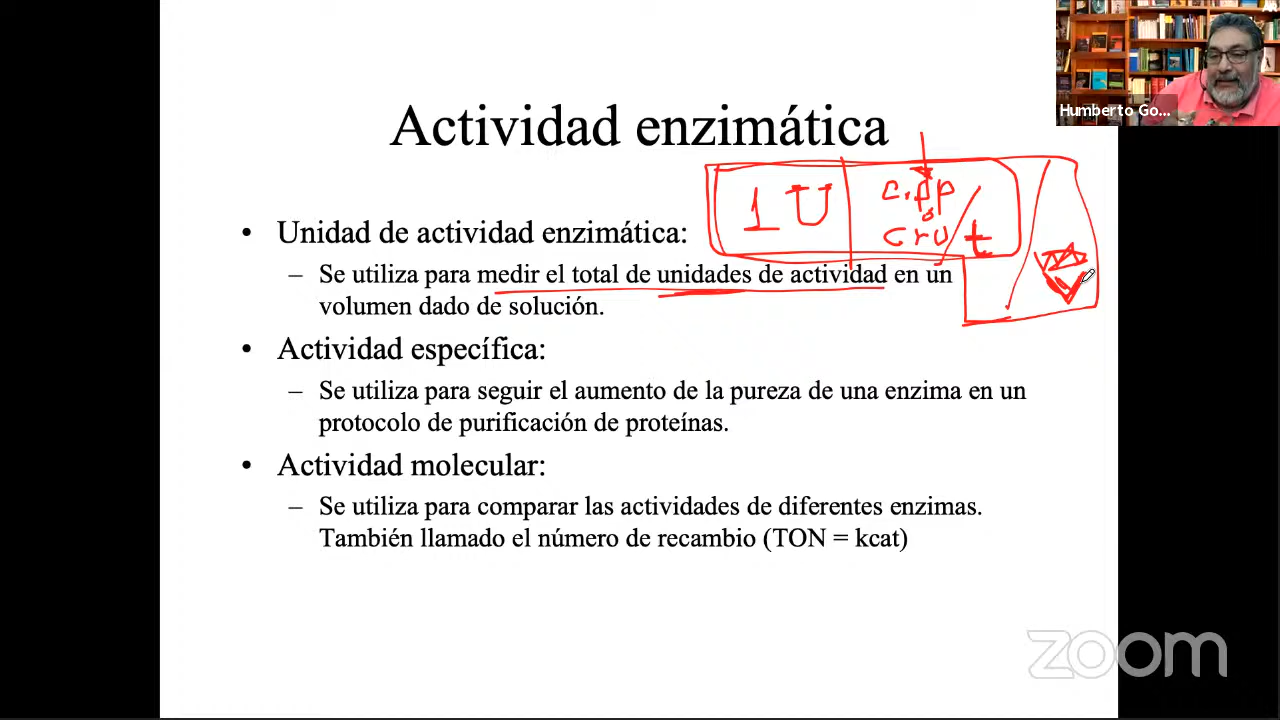 Humberto Go...
Actividad enzimática
1 U
c.pp
o
cru / t
• Unidad de actividad enzimática:
– Se utiliza para medir el total de unidades de actividad en un
volumen dado de solución.
• Actividad específica:
– Se utiliza para seguir el aumento de la pureza de una enzima en un
protocolo de purificación de proteínas.
• Actividad molecular:
– Se utiliza para comparar las actividades de diferentes enzimas.
También llamado el número de recambio (TON = kcat)
zoom